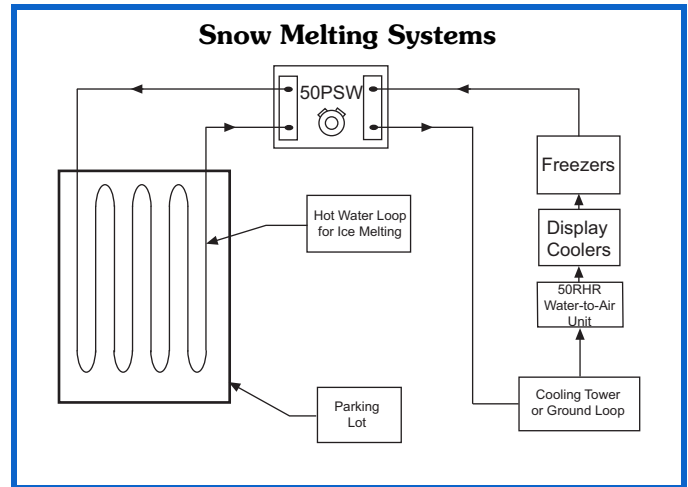 Snow Melting Systems
50PSW
Freezers
Hot Water Loop
for Ice Melting
Display
Coolers
50RHR
Water-to-Air
Unit
Cooling Tower
or Ground Loop
Parking
Lot